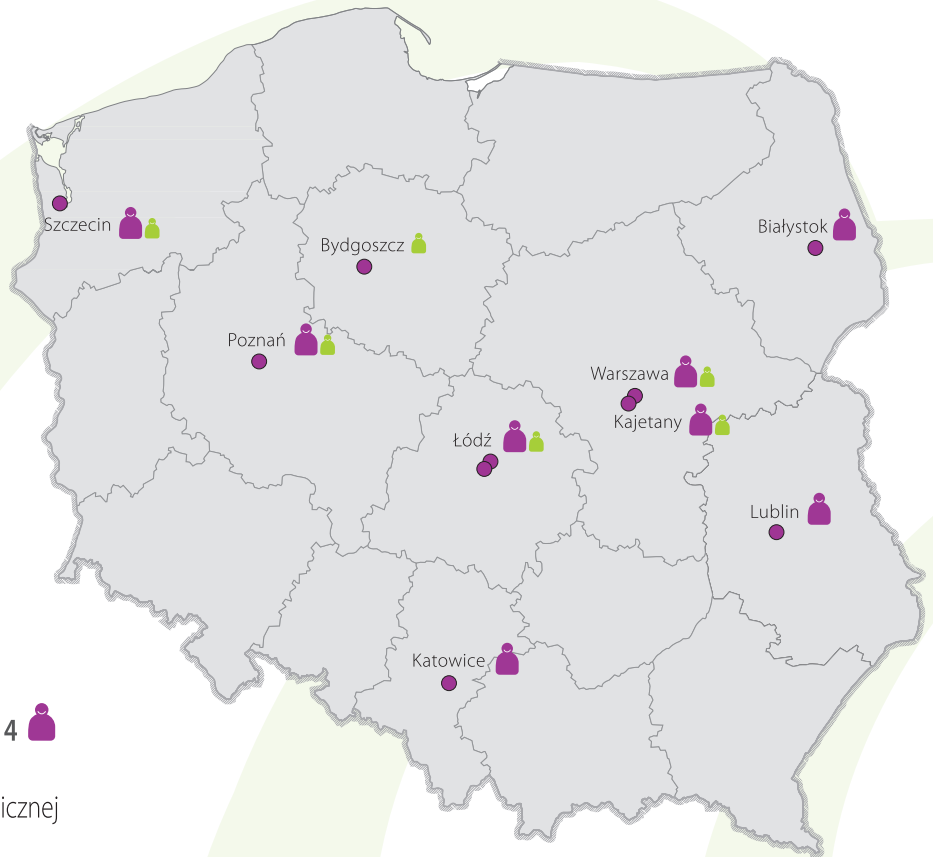 Szczecin
Bydgoszcz
Białystok
Poznań
Warszawa
Kajetany
Łódź
Lublin
Katowice
4
icznej